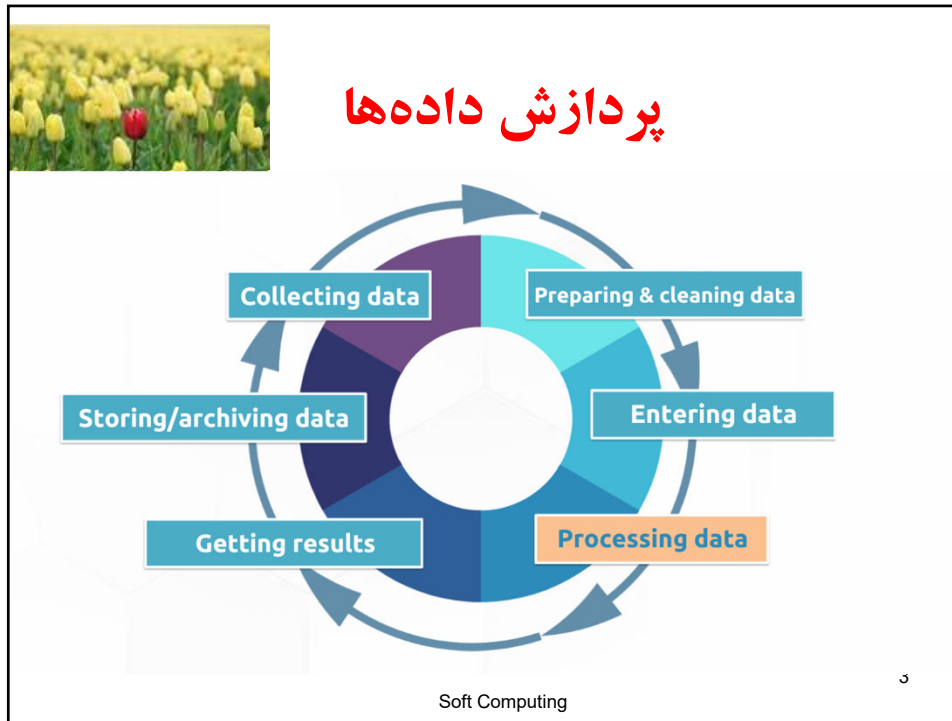 پردازش داده‌ها
Collecting data
Preparing & cleaning data
Storing/archiving data
Entering data
Getting results
Processing data
3
Soft Computing